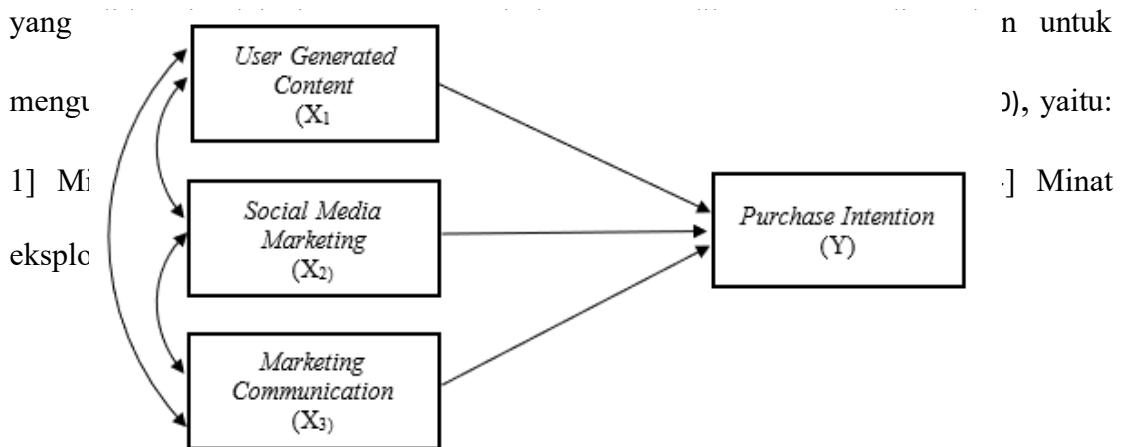 yang n untuk
User Generated
Content
(X1
mengu 0), yaitu:
1] Mi -] Minat
Social Media
Marketing
(X2)
Purchase Intention
(Y)
eksplo
Marketing
Communication
(X3)